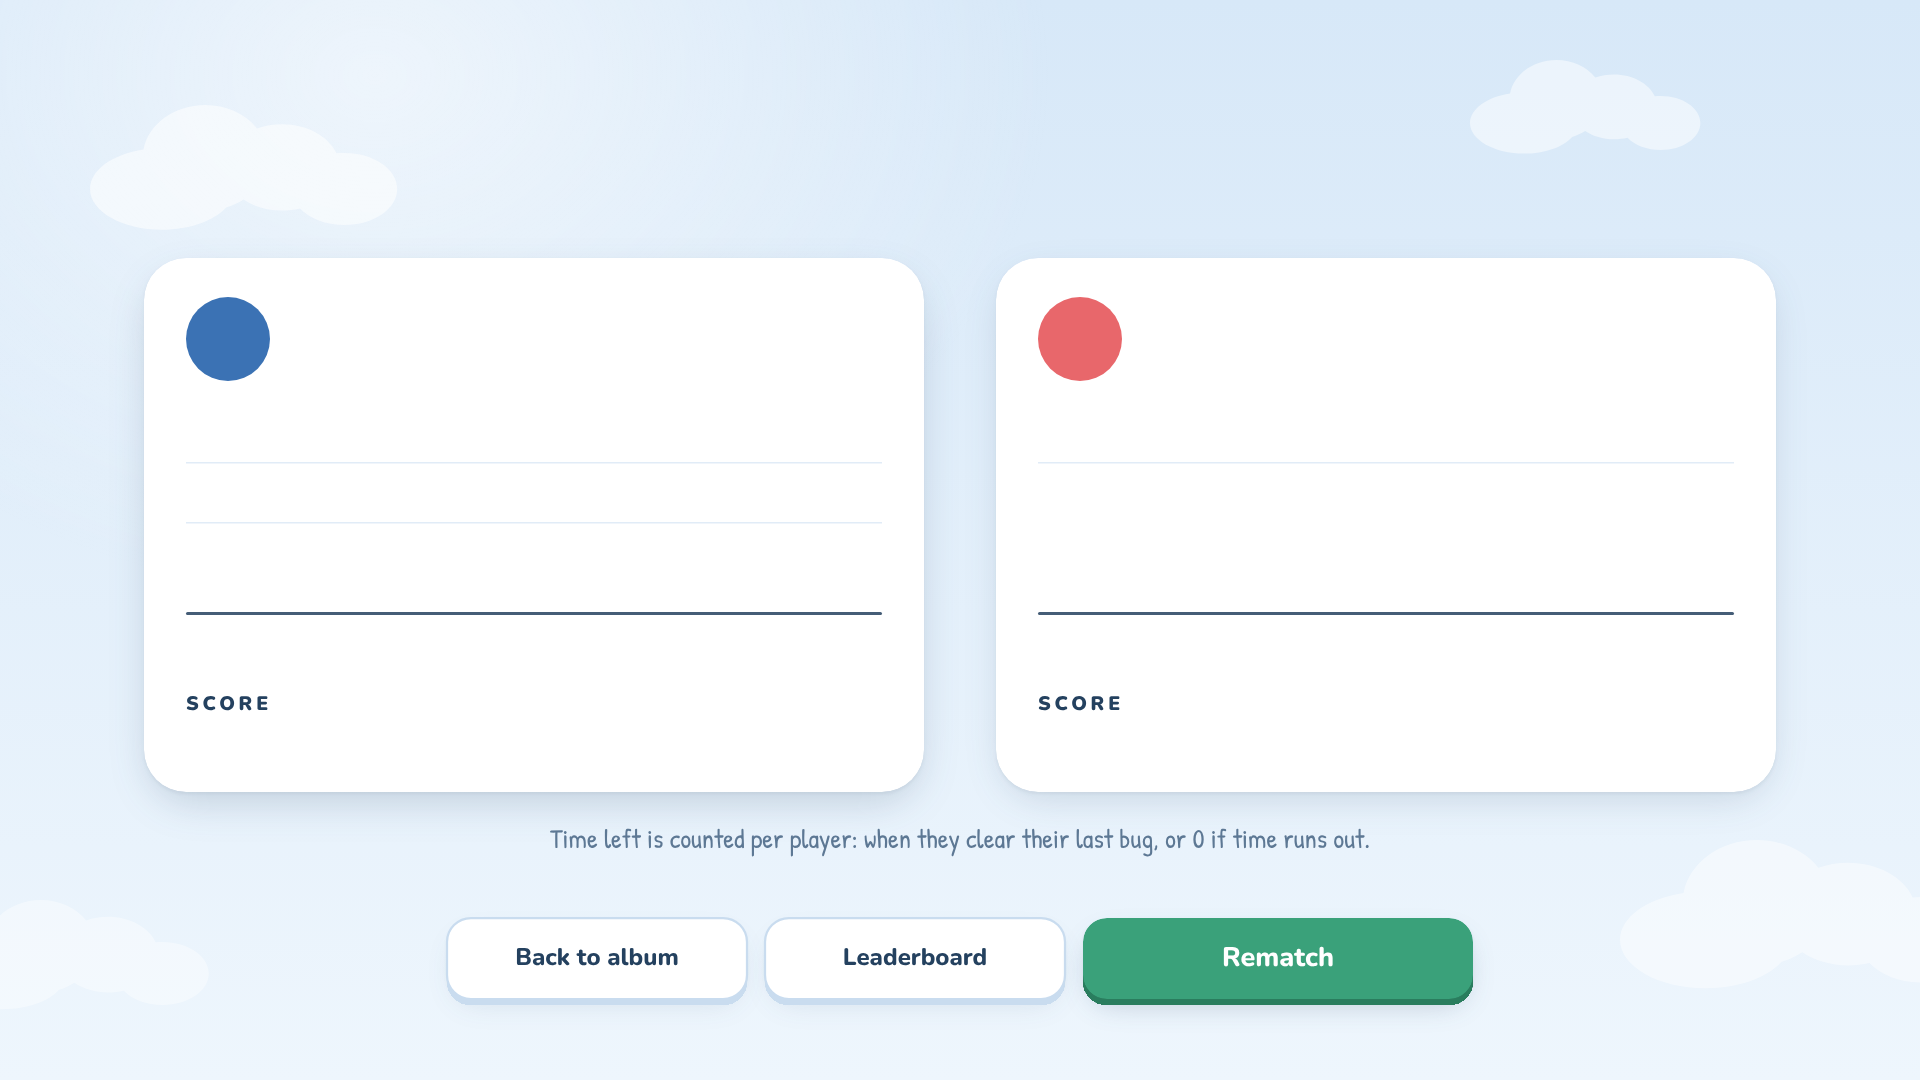 SCORE
SCORE
Time left is counted per player: when they clear their last bug, or 0 if time runs out.
Back to album
Leaderboard
Rematch